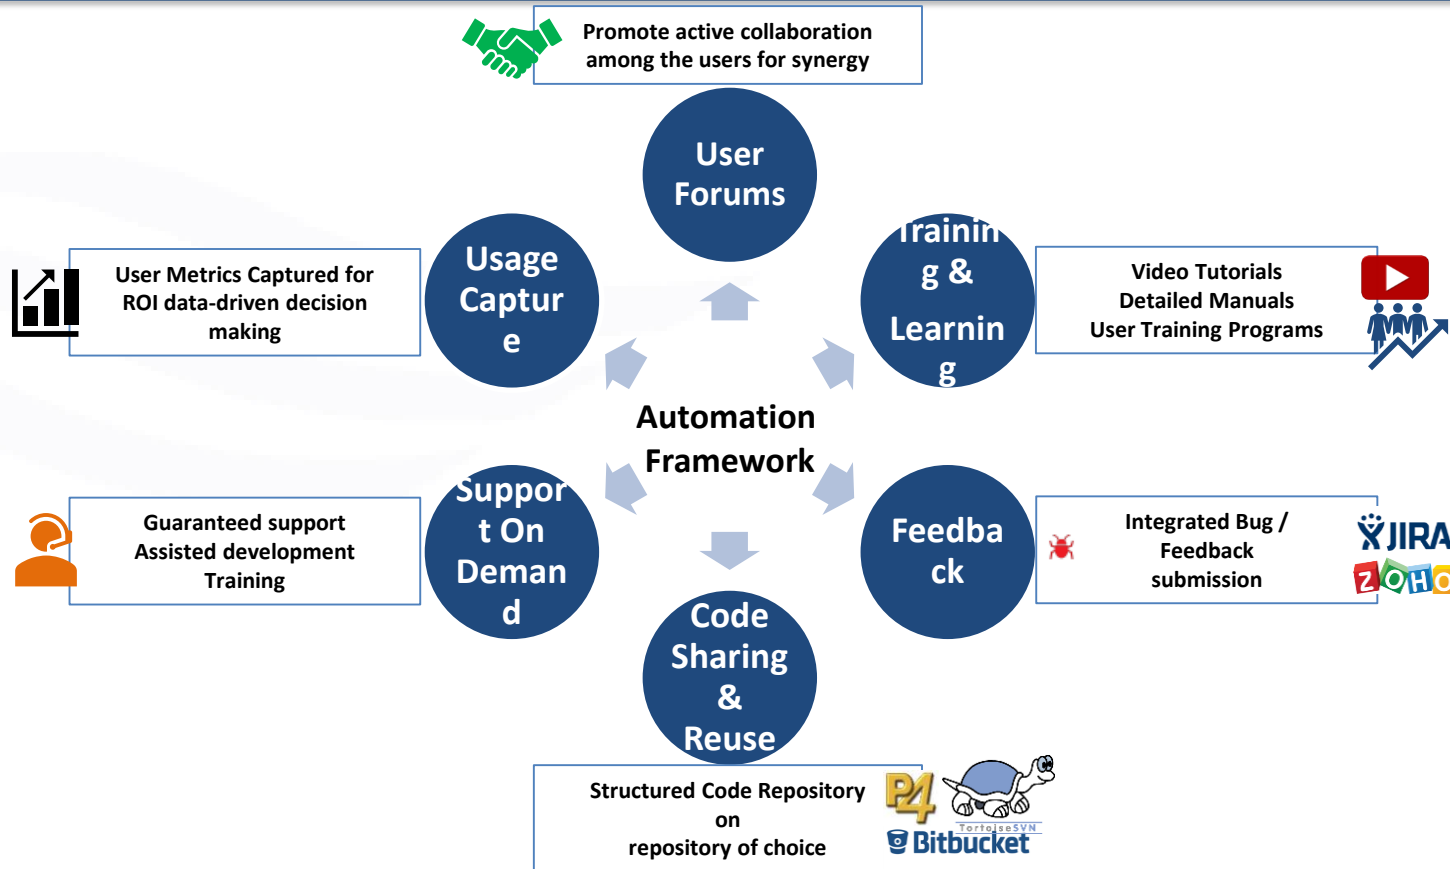 Promote active collaboration
among the users for synergy
User
Forums
Usage
Captur
e
User Metrics Captured for
ROI data-driven decision
making
Trainin
g &
Learnin
g
Video Tutorials
Detailed Manuals
User Training Programs
Automation
Framework
Suppor
t On
Deman
d
Guaranteed support
Assisted development
Training
Feedba
ck
Integrated Bug /
Feedback
submission
JIRA
ZOHO
Code
Sharing
&
Reuse
Structured Code Repository
on
repository of choice
P4
TortoiseSVN
Bitbucket